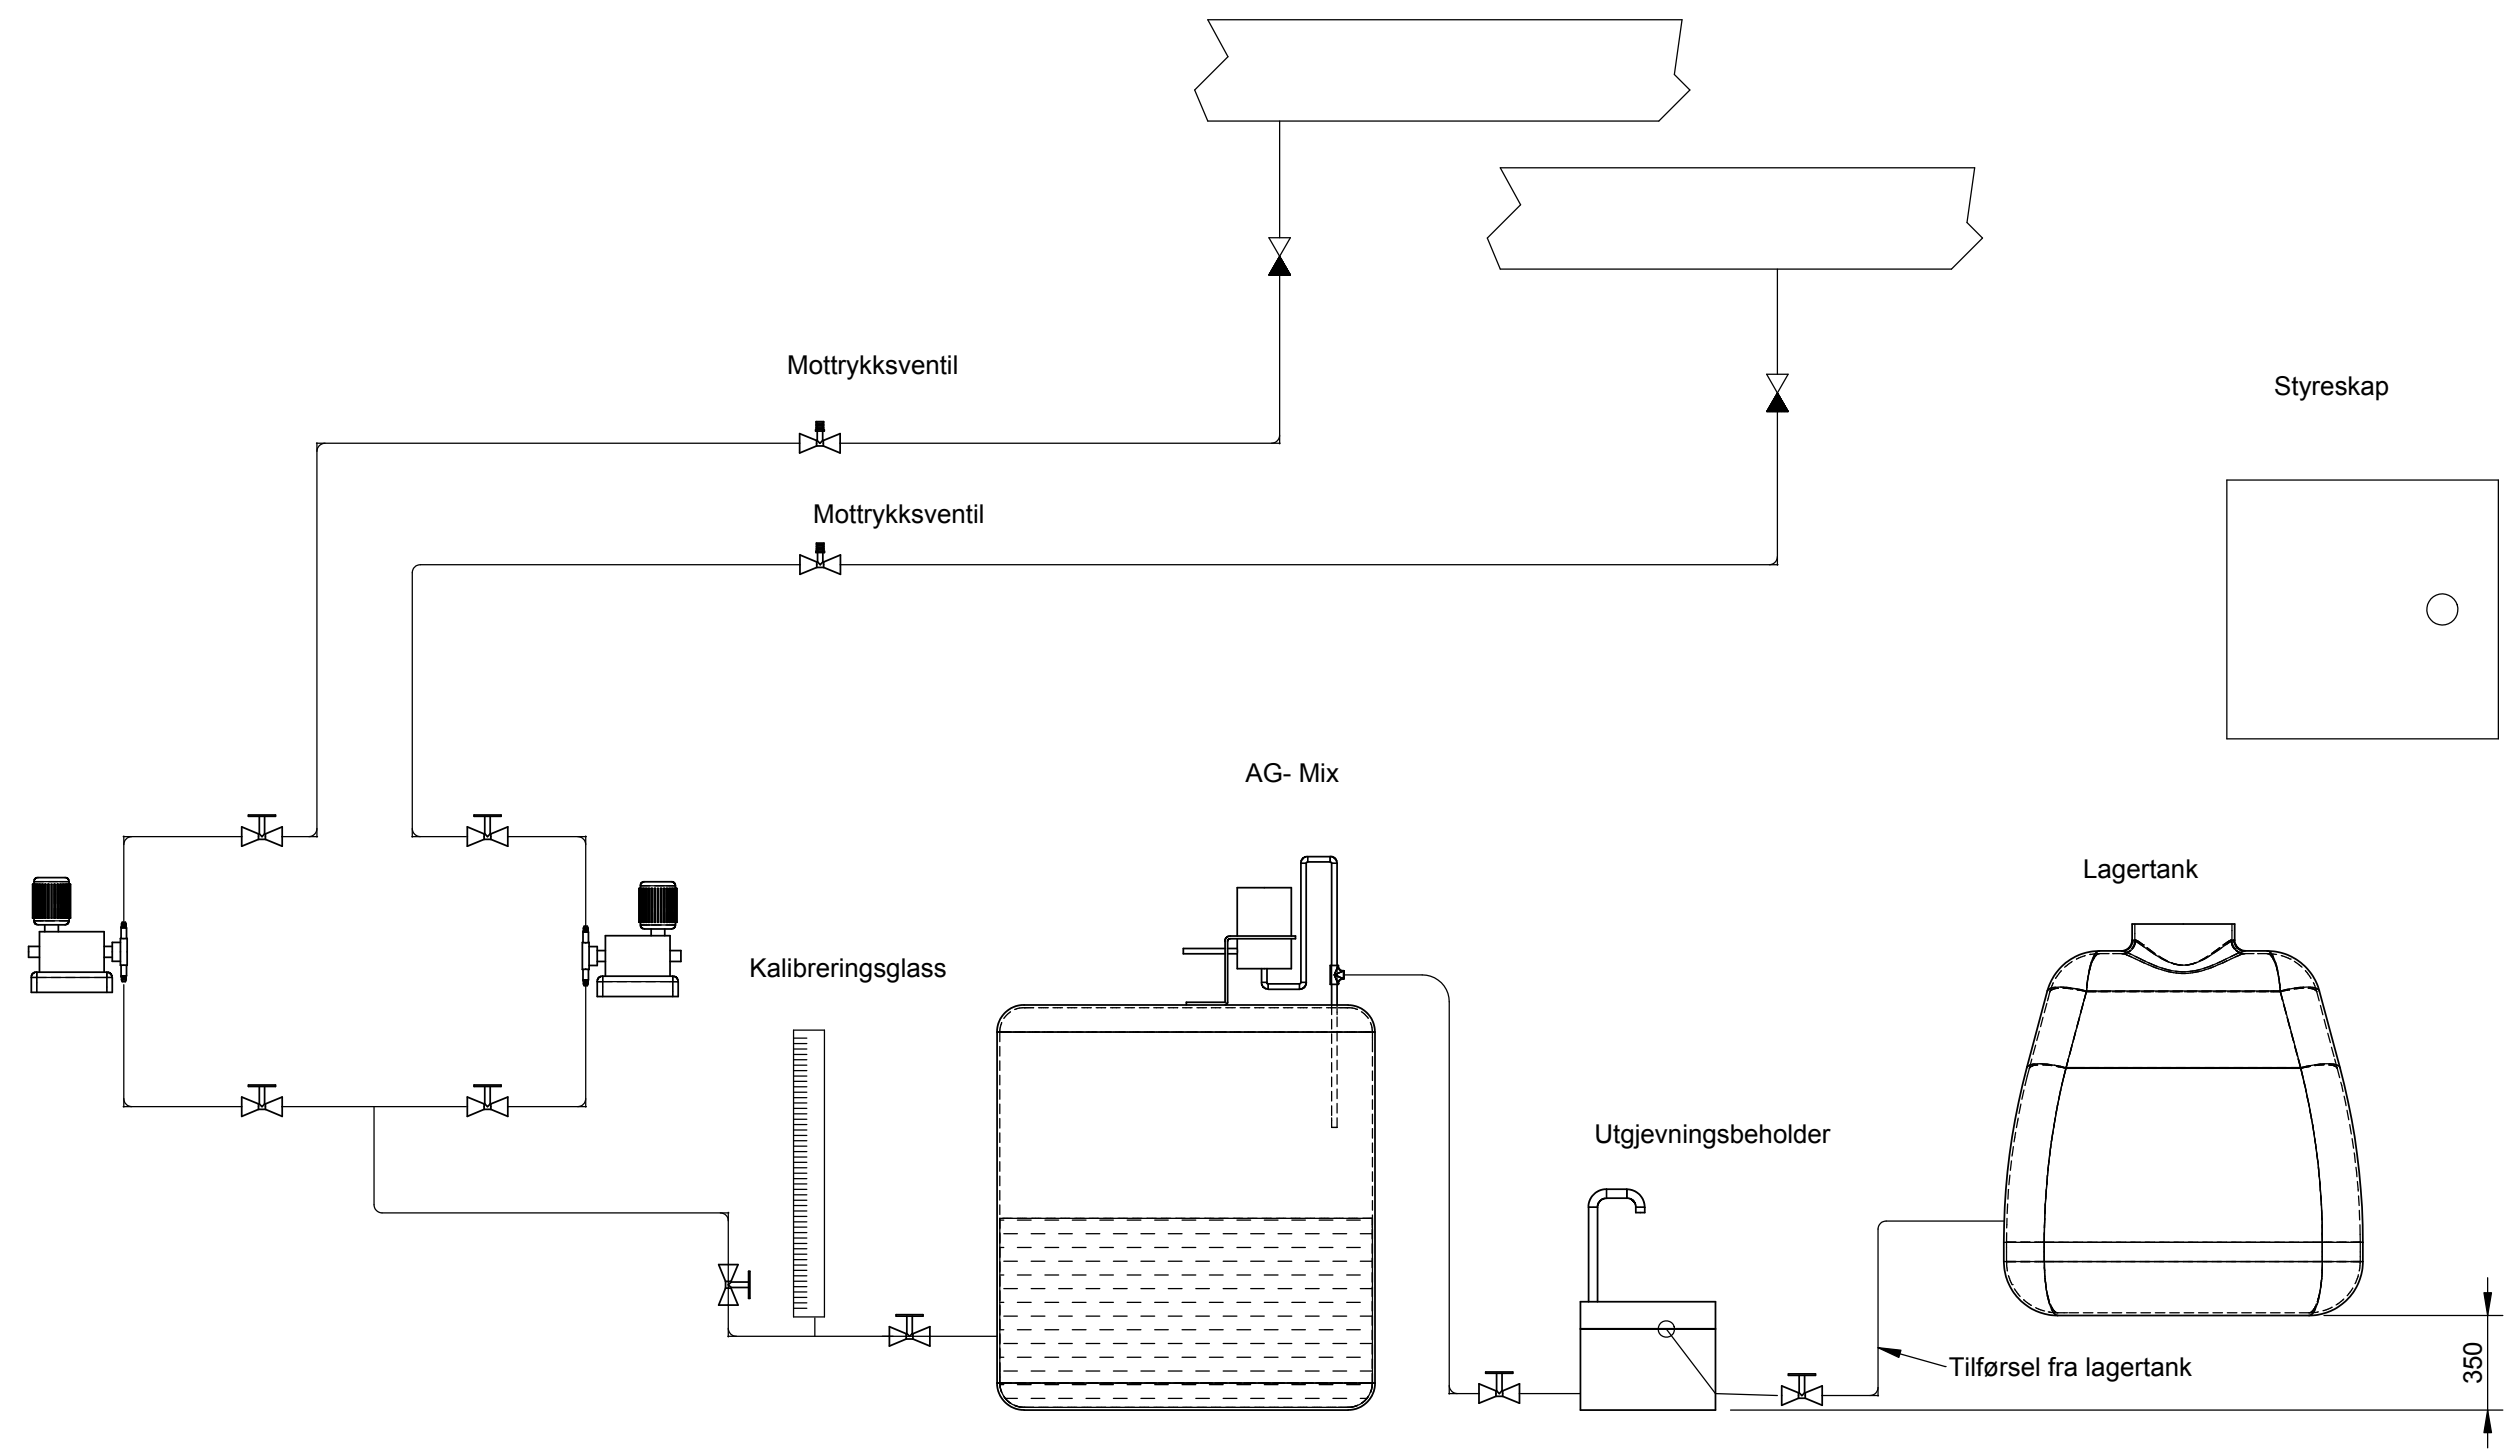 Mottrykksventil
Styreskap
Mottrykksventil
AG- Mix
Lagertank
Kalibreringsglass
Utgjevningsbeholder
Tilførsel fra lagertank
350